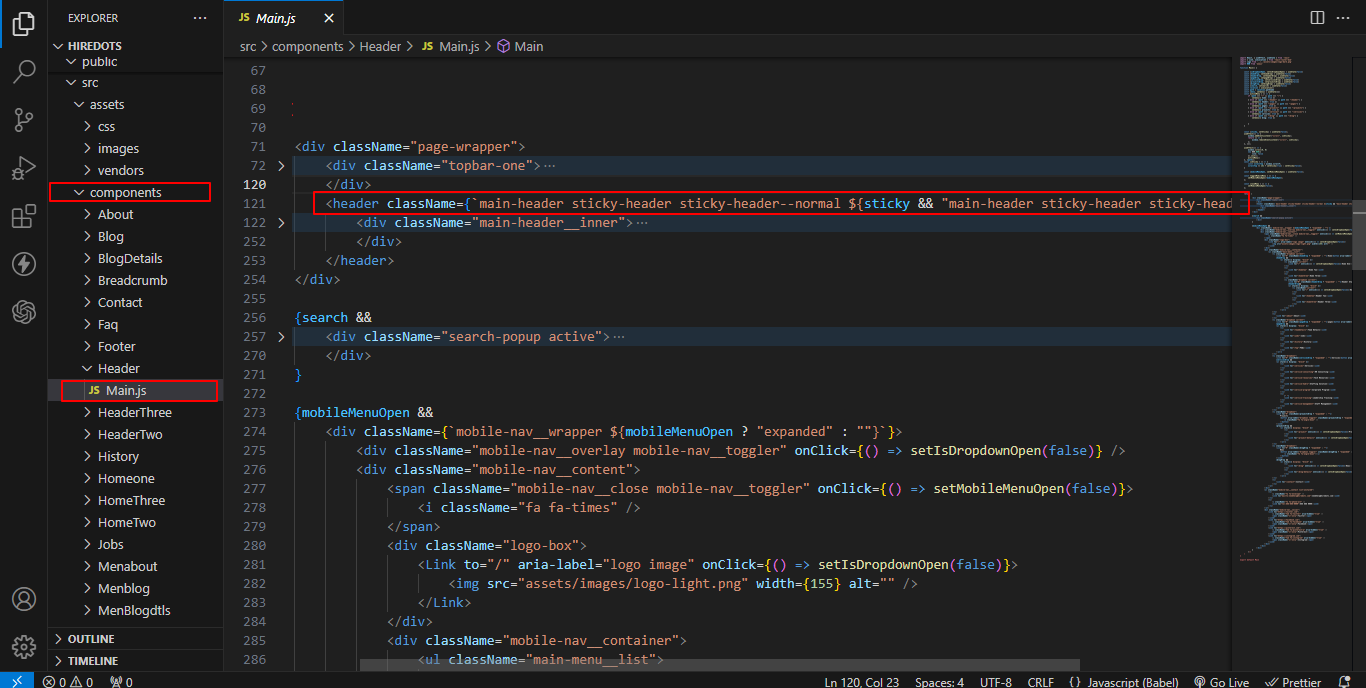 EXPLORER
HIREDOTS
public
src
assets
css
images
vendors
components
About
Blog
BlogDetails
Breadcrumb
Contact
Faq
Footer
Header
JS Main.js
HeaderThree
HeaderTwo
History
Homeone
HomeThree
HomeTwo
Jobs
Menabout
Menblog
MenBlogdtls
OUTLINE
TIMELINE
JS Main.js
src > components > Header > JS Main.js > Main
67
68
69
70
71 <div className="page-wrapper">
72 <div className="topbar-one">…
120 </div>
121 <header className={`main-header sticky-header sticky-header--normal ${sticky && "main-header sticky-header sticky-head
122 <div className="main-header__inner">…
252 </div>
253 </header>
254 </div>
255
256 {search &&
257 <div className="search-popup active">…
270 </div>
271 }
272
273 {mobileMenuOpen &&
274 <div className={`mobile-nav__wrapper ${mobileMenuOpen ? "expanded" : ""}`}>
275 <div className="mobile-nav__overlay mobile-nav__toggler" onClick={() => setIsDropdownOpen(false)} />
276 <div className="mobile-nav__content">
277 <span className="mobile-nav__close mobile-nav__toggler" onClick={() => setMobileMenuOpen(false)}>
278 <i className="fa fa-times" />
279 </span>
280 <div className="logo-box">
281 <Link to="/" aria-label="logo image" onClick={() => setIsDropdownOpen(false)}>
282 <img src="assets/images/logo-light.png" width={155} alt="" />
283 </Link>
284 </div>
285 <div className="mobile-nav__container">
286 <ul className="main-menu__list">
0 0 0 Ln 120, Col 23 Spaces: 4 UTF-8 CRLF {} Javascript (Babel) Go Live Prettier